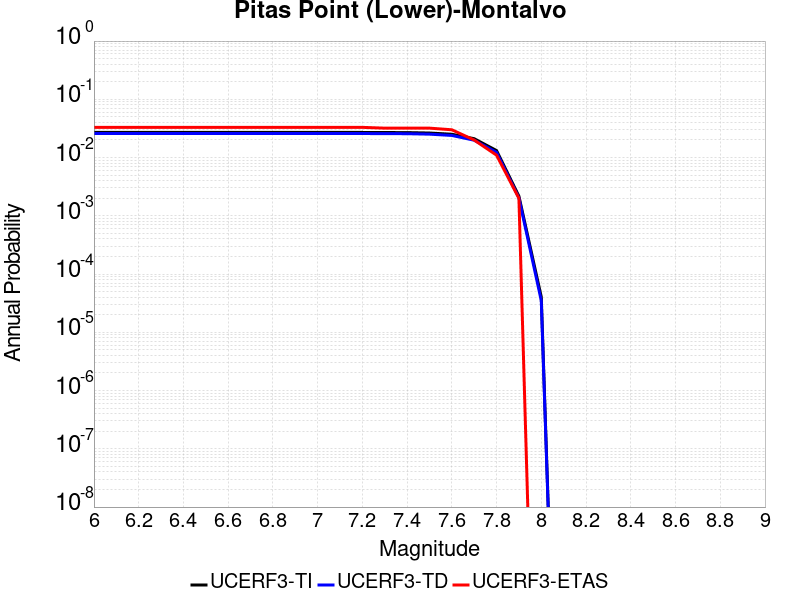 Pitas Point (Lower)-Montalvo
10^0
10^-1
10^-2
10^-3
10^-4
10^-5
10^-6
10^-7
10^-8
Annual Probability
6 6.2 6.4 6.6 6.8 7 7.2 7.4 7.6 7.8 8 8.2 8.4 8.6 8.8 9
Magnitude
UCERF3-TI UCERF3-TD UCERF3-ETAS